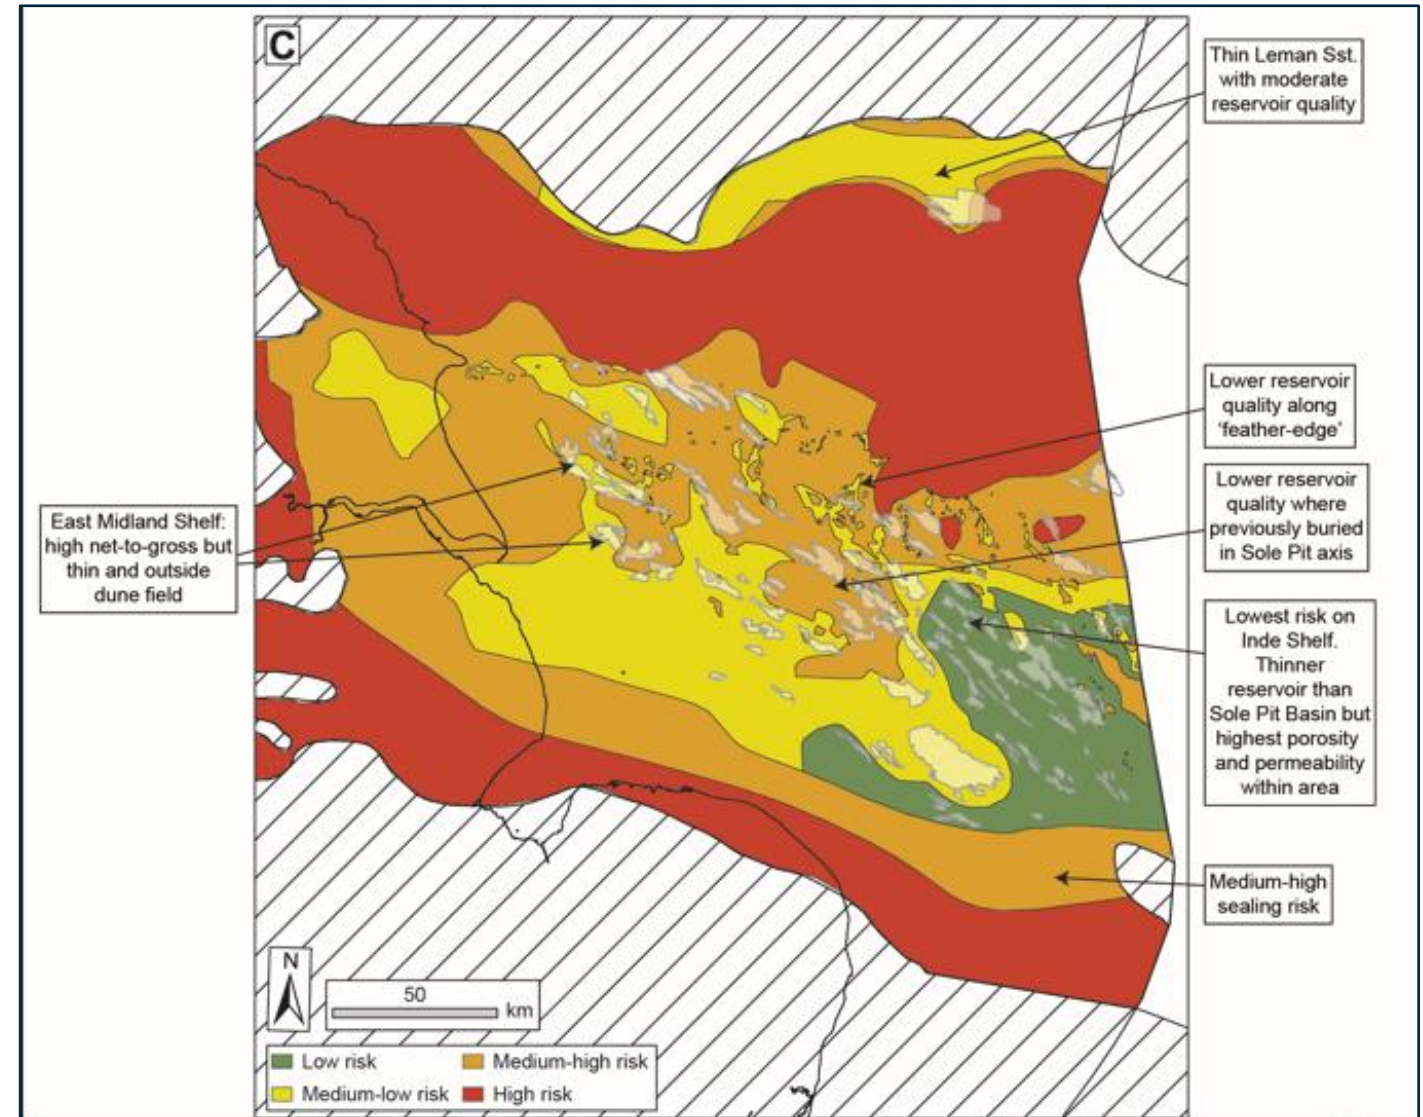 C
Thin Leman Sst.
with moderate
reservoir quality
Lower reservoir
quality along
'feather-edge'
Lower reservoir
quality where
previously buried
in Sole Pit axis
East Midland Shelf:
high net-to-gross but
thin and outside
dune field
Lowest risk on
Inde Shelf.
Thinner
reservoir than
Sole Pit Basin but
highest porosity
and permeability
within area
Medium-high
sealing risk
N
50
km
Low risk
Medium-high risk
Medium-low risk
High risk